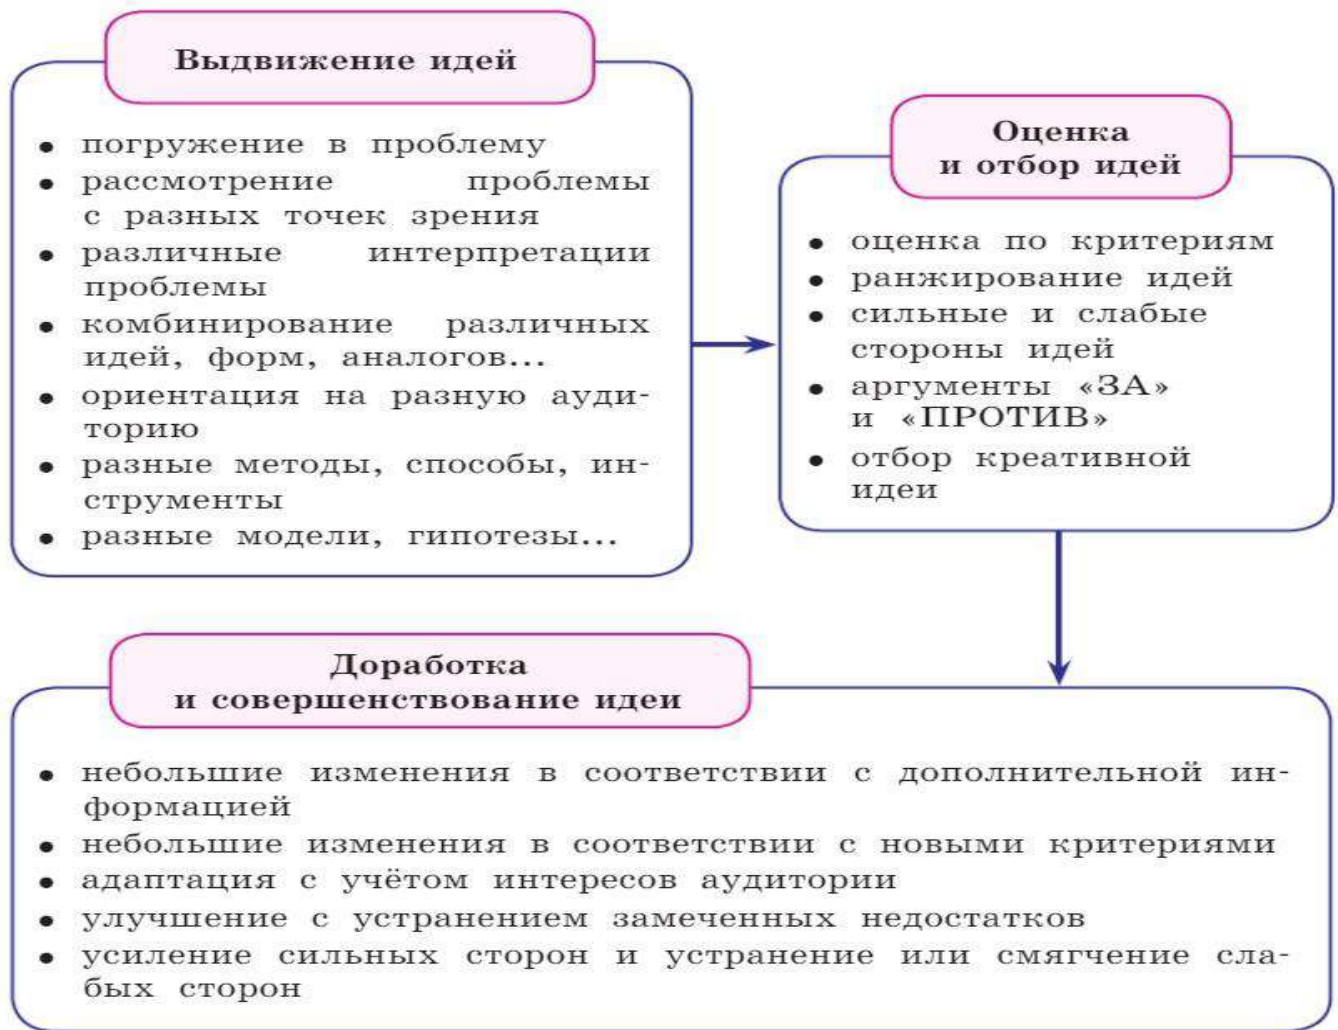 Выдвижение идей
• погружение в проблему
• рассмотрение проблемы
с разных точек зрения
• различные интерпретации
проблемы
• комбинирование различных
идей, форм, аналогов...
• ориентация на разную ауди-
торию
• разные методы, способы, ин-
струменты
• разные модели, гипотезы...
Оценка
и отбор идей
• оценка по критериям
• ранжирование идей
• сильные и слабые
стороны идей
• аргументы «ЗА»
и «ПРОТИВ»
• отбор креативной
идеи
Доработка
и совершенствование идеи
• небольшие изменения в соответствии с дополнительной ин-
формацией
• небольшие изменения в соответствии с новыми критериями
• адаптация с учётом интересов аудитории
• улучшение с устранением замеченных недостатков
• усиление сильных сторон и устранение или смягчение сла-
бых сторон